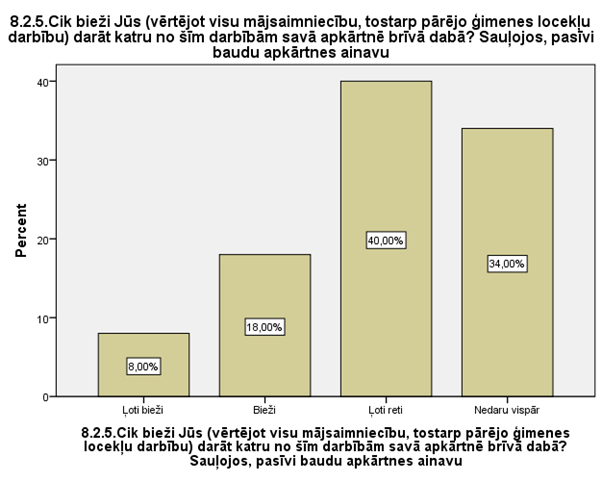 8.2.5.Cik bieži Jūs (vērtējot visu mājsaimniecību, tostarp pārējo ģimenes locekļu
darbību) darāt katru no šīm darbībām savā apkārtnē brīvā dabā? Sauļojos, pasīvi
baudu apkārtnes ainavu
Percent
40
30
20
10
0
8,00%
18,00%
40,00%
34,00%
Ļoti bieži
Bieži
Ļoti reti
Nedaru vispār
8.2.5.Cik bieži Jūs (vērtējot visu mājsaimniecību, tostarp pārējo ģimenes
locekļu darbību) darāt katru no šīm darbībām savā apkārtnē brīvā dabā?
Sauļojos, pasīvi baudu apkārtnes ainavu